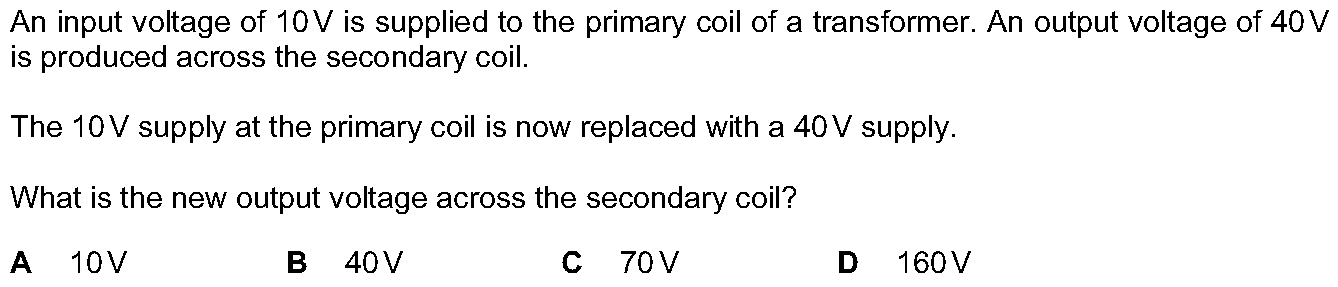 An input voltage of 10 V is supplied to the primary coil of a transformer. An output voltage of 40 V
is produced across the secondary coil.
The 10 V supply at the primary coil is now replaced with a 40 V supply.
What is the new output voltage across the secondary coil?
A 10 V B 40 V C 70 V D 160 V